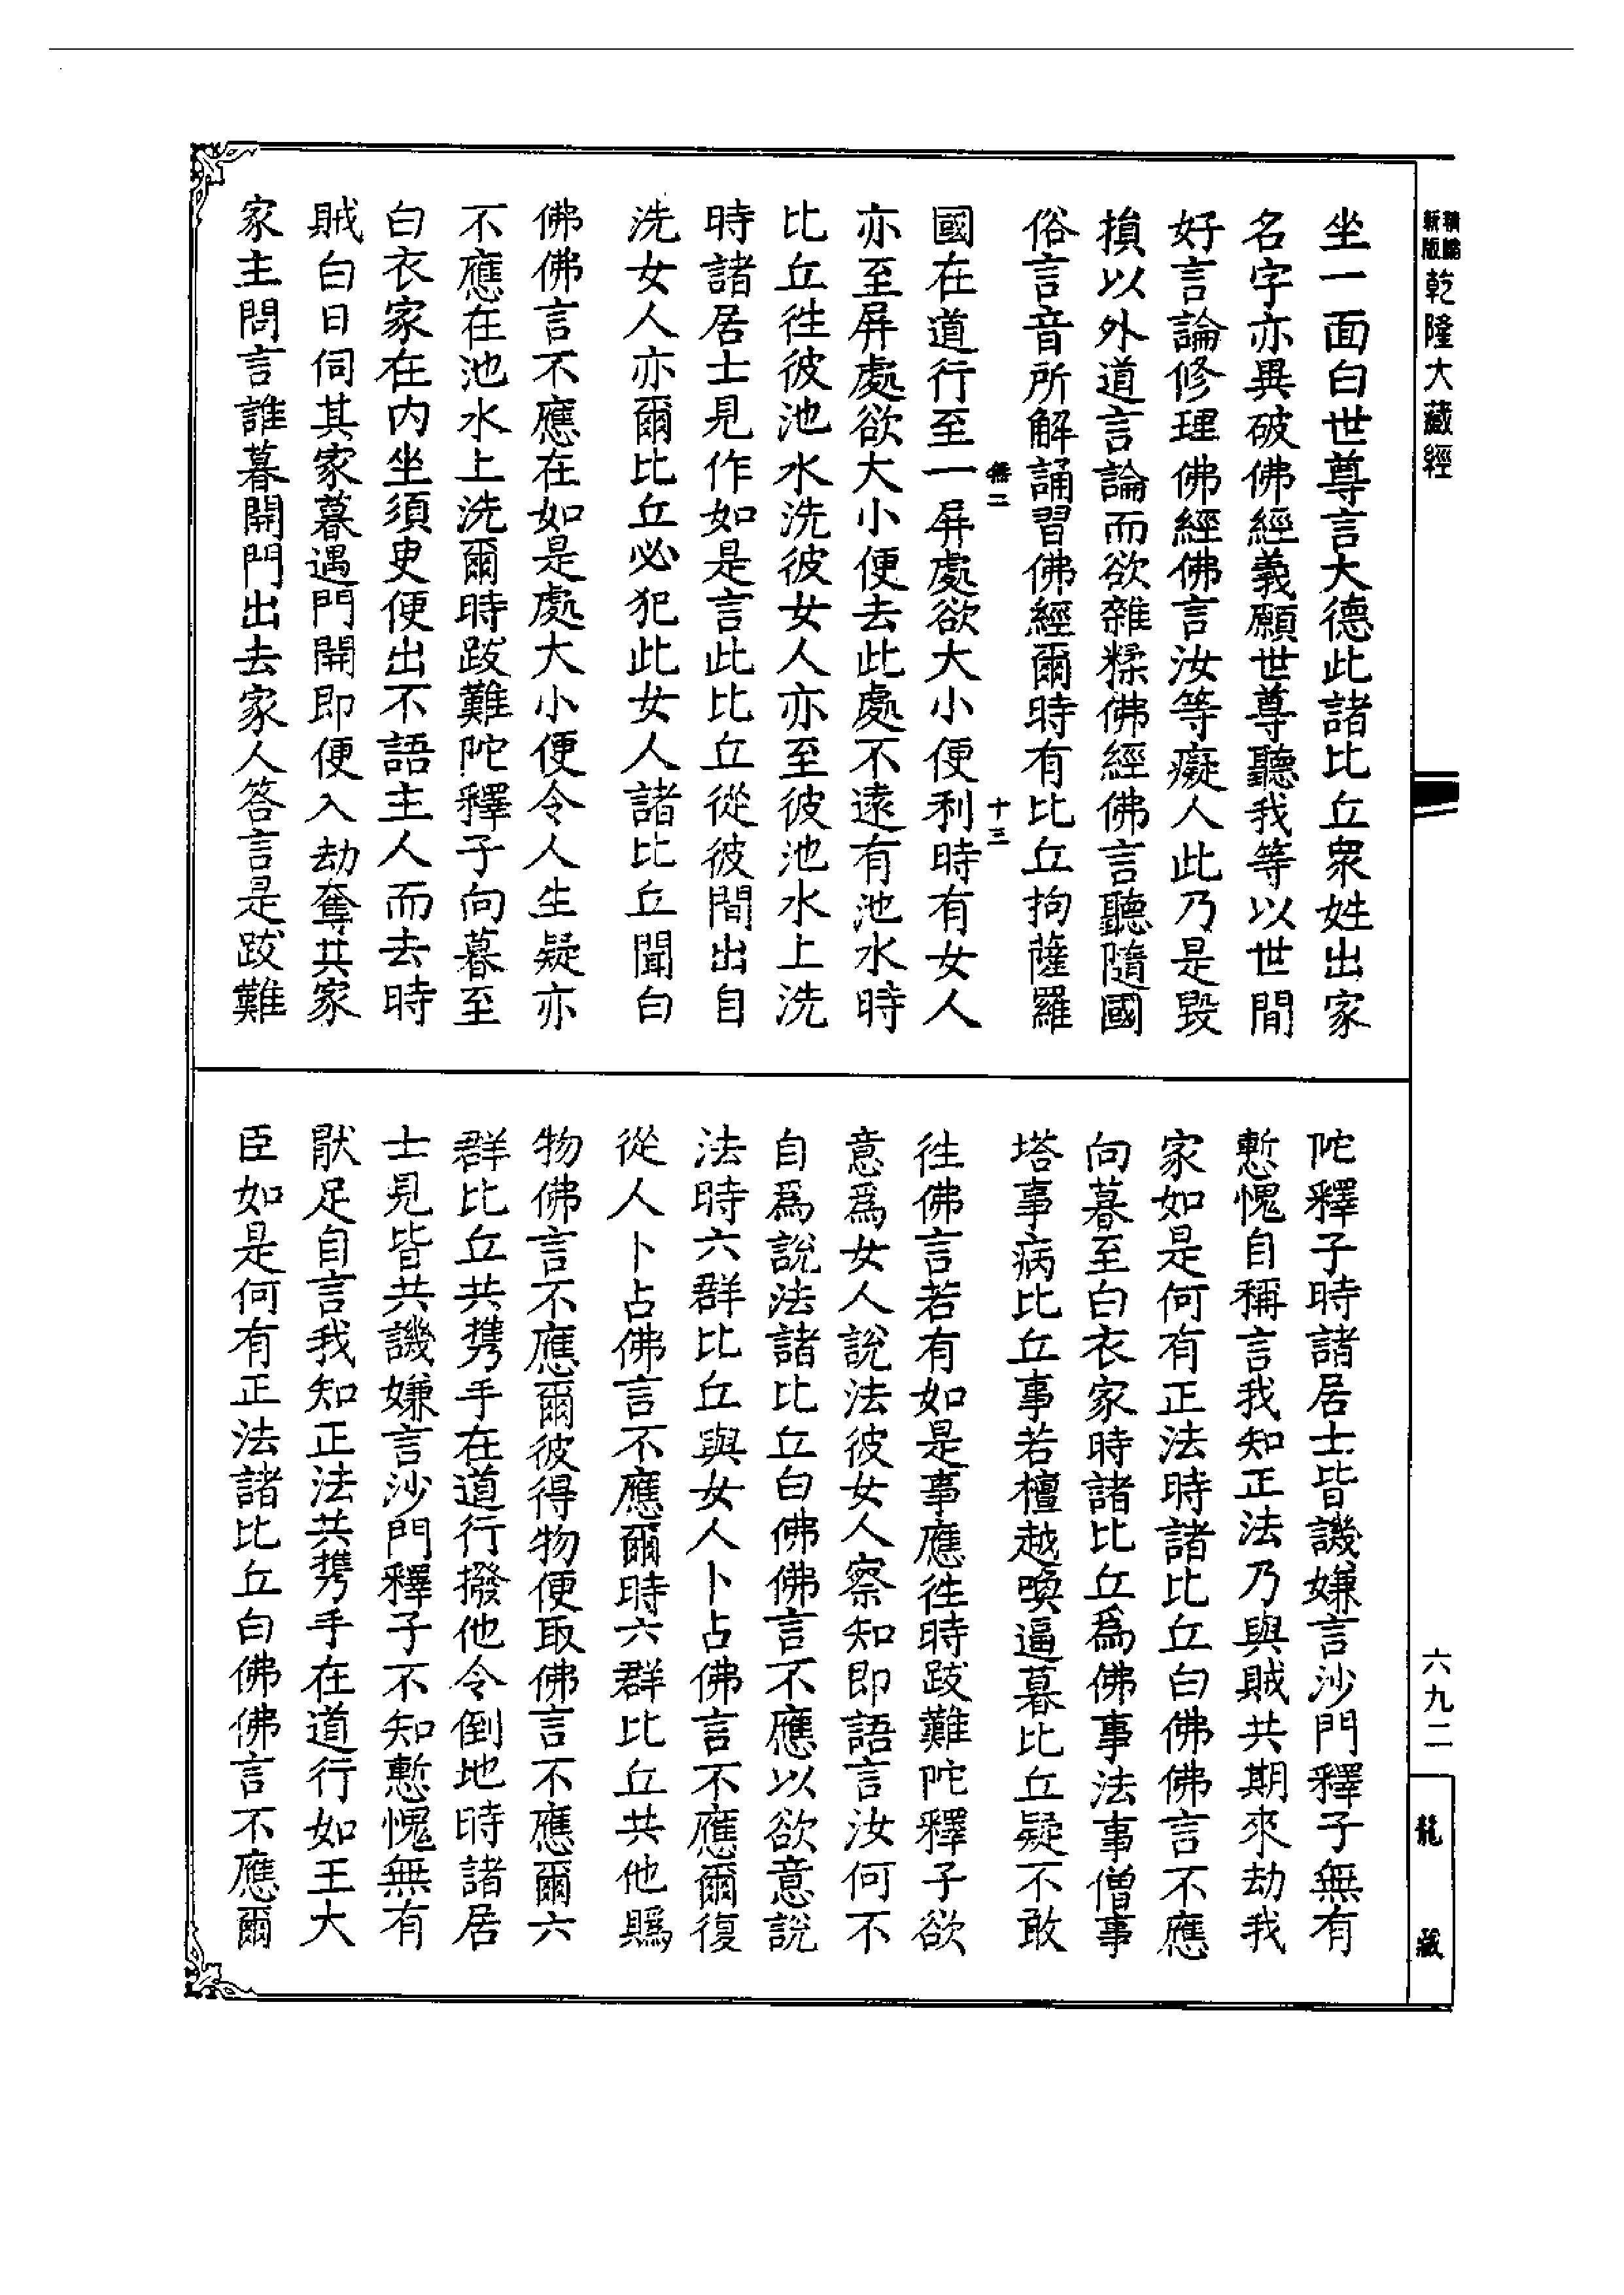 精編
新版
乾隆大藏經
坐一面白世尊言大德此諸比丘衆姓出家
名字亦異破佛經義願世尊聽我等以世間
好言論修理佛經佛言汝等癡人此乃是毀
損以外道言論而欲雜糅佛經佛言聽隨國
俗言音所解誦習佛經爾時有比丘拘薩羅
無二 十三
國在道行至一屏處欲大小便利時有女人
亦至屏處欲大小便去此處不遠有池水時
比丘徃彼池水洗彼女人亦至彼池水上洗
時諸居士見作如是言此比丘從彼間出自
洗女人亦爾比丘必犯此女人諸比丘聞白
佛佛言不應在如是處大小便令人生疑亦
不應在池水上洗爾時跋難陀釋子向暮至
白衣家在内坐須臾便出不語主人而去時
賊白日伺其家暮遇門開即便入劫奪其家
家主問言誰暮開門出去家人答言是跋難
陀釋子時諸居士皆譏嫌言沙門釋子無有
慙愧自稱言我知正法乃與賊共期來劫我
家如是何有正法時諸比丘白佛佛言不應
向暮至白衣家時諸比丘爲佛事法事僧事
塔事病比丘事若檀越喚逼暮比丘疑不敢
徃佛言若有如是事應徃時跋難陀釋子欲
意爲女人說法彼女人察知即語言汝何不
自爲說法諸比丘白佛佛言不應以欲意說
法時六群比丘與女人卜占佛言不應爾復
從人卜占佛言不應爾時六群比丘共他賭
物佛言不應爾彼得物便取佛言不應爾六
群比丘共㩗手在道行撥他令倒地時諸居
士見皆共譏嫌言沙門釋子不知慙愧無有
猒足自言我知正法共㩗手在道行如王大
臣如是何有正法諸比丘白佛佛言不應爾
六九二
龍藏